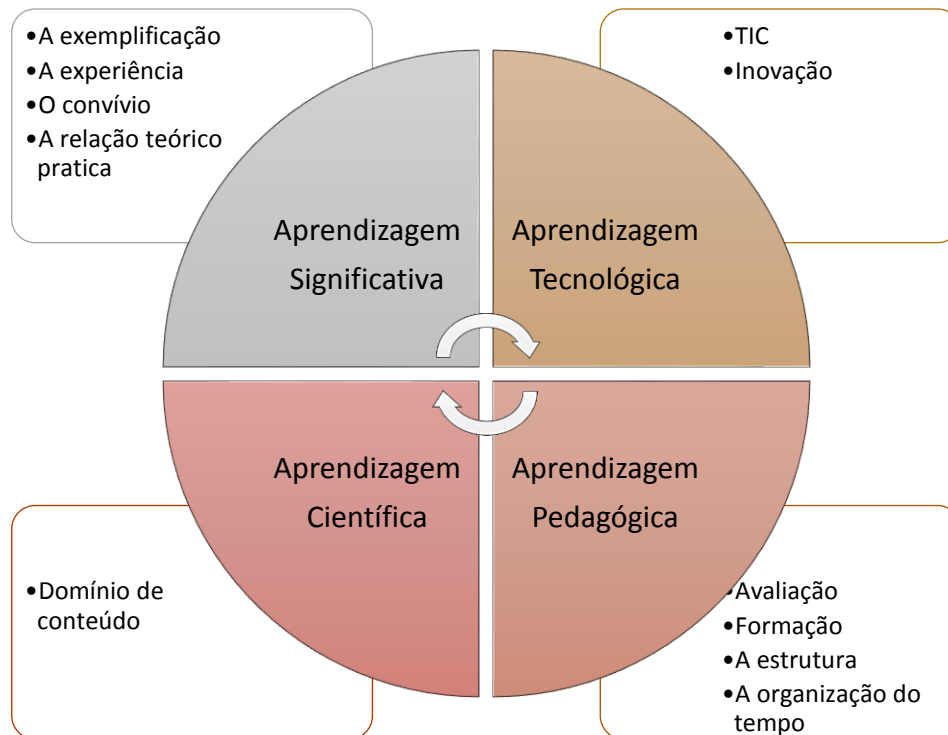 •A exemplificação
•A experiência
•O convívio
•A relação teórico
pratica
•TIC
•Inovação
Aprendizagem
Significativa
Aprendizagem
Tecnológica
Aprendizagem
Científica
Aprendizagem
Pedagógica
•Domínio de
conteúdo
•Avaliação
•Formação
•A estrutura
•A organização do
tempo